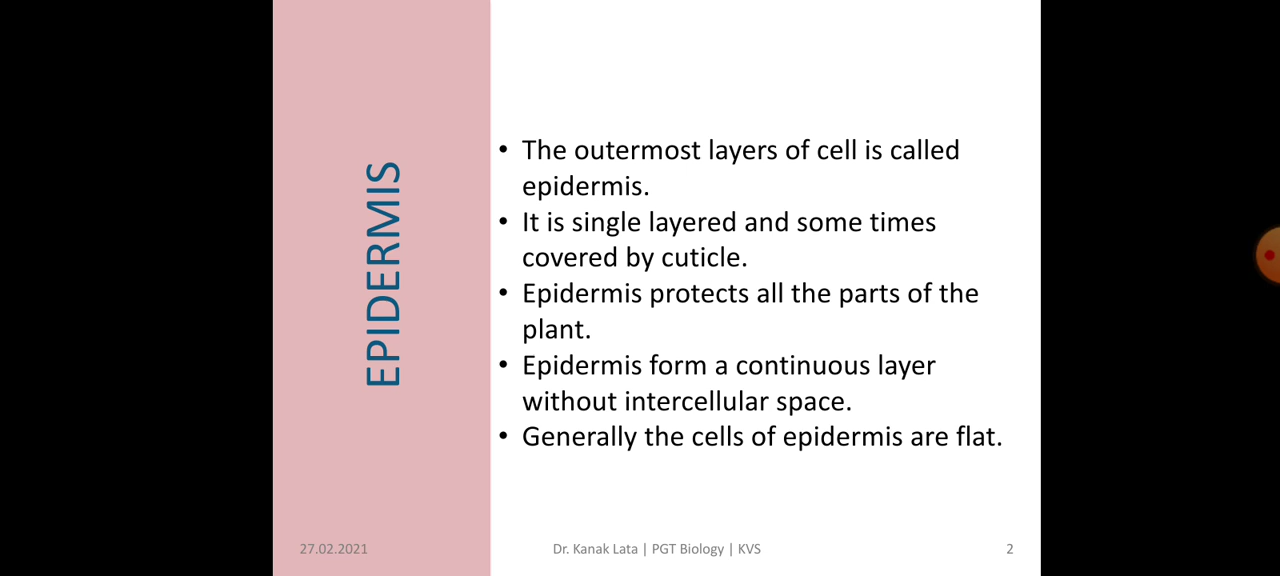 EPIDERMIS
• The outermost layers of cell is called
epidermis.
• It is single layered and some times
covered by cuticle.
• Epidermis protects all the parts of the
plant.
• Epidermis form a continuous layer
without intercellular space.
• Generally the cells of epidermis are flat.
27.02.2021
Dr. Kanak Lata | PGT Biology | KVS
2